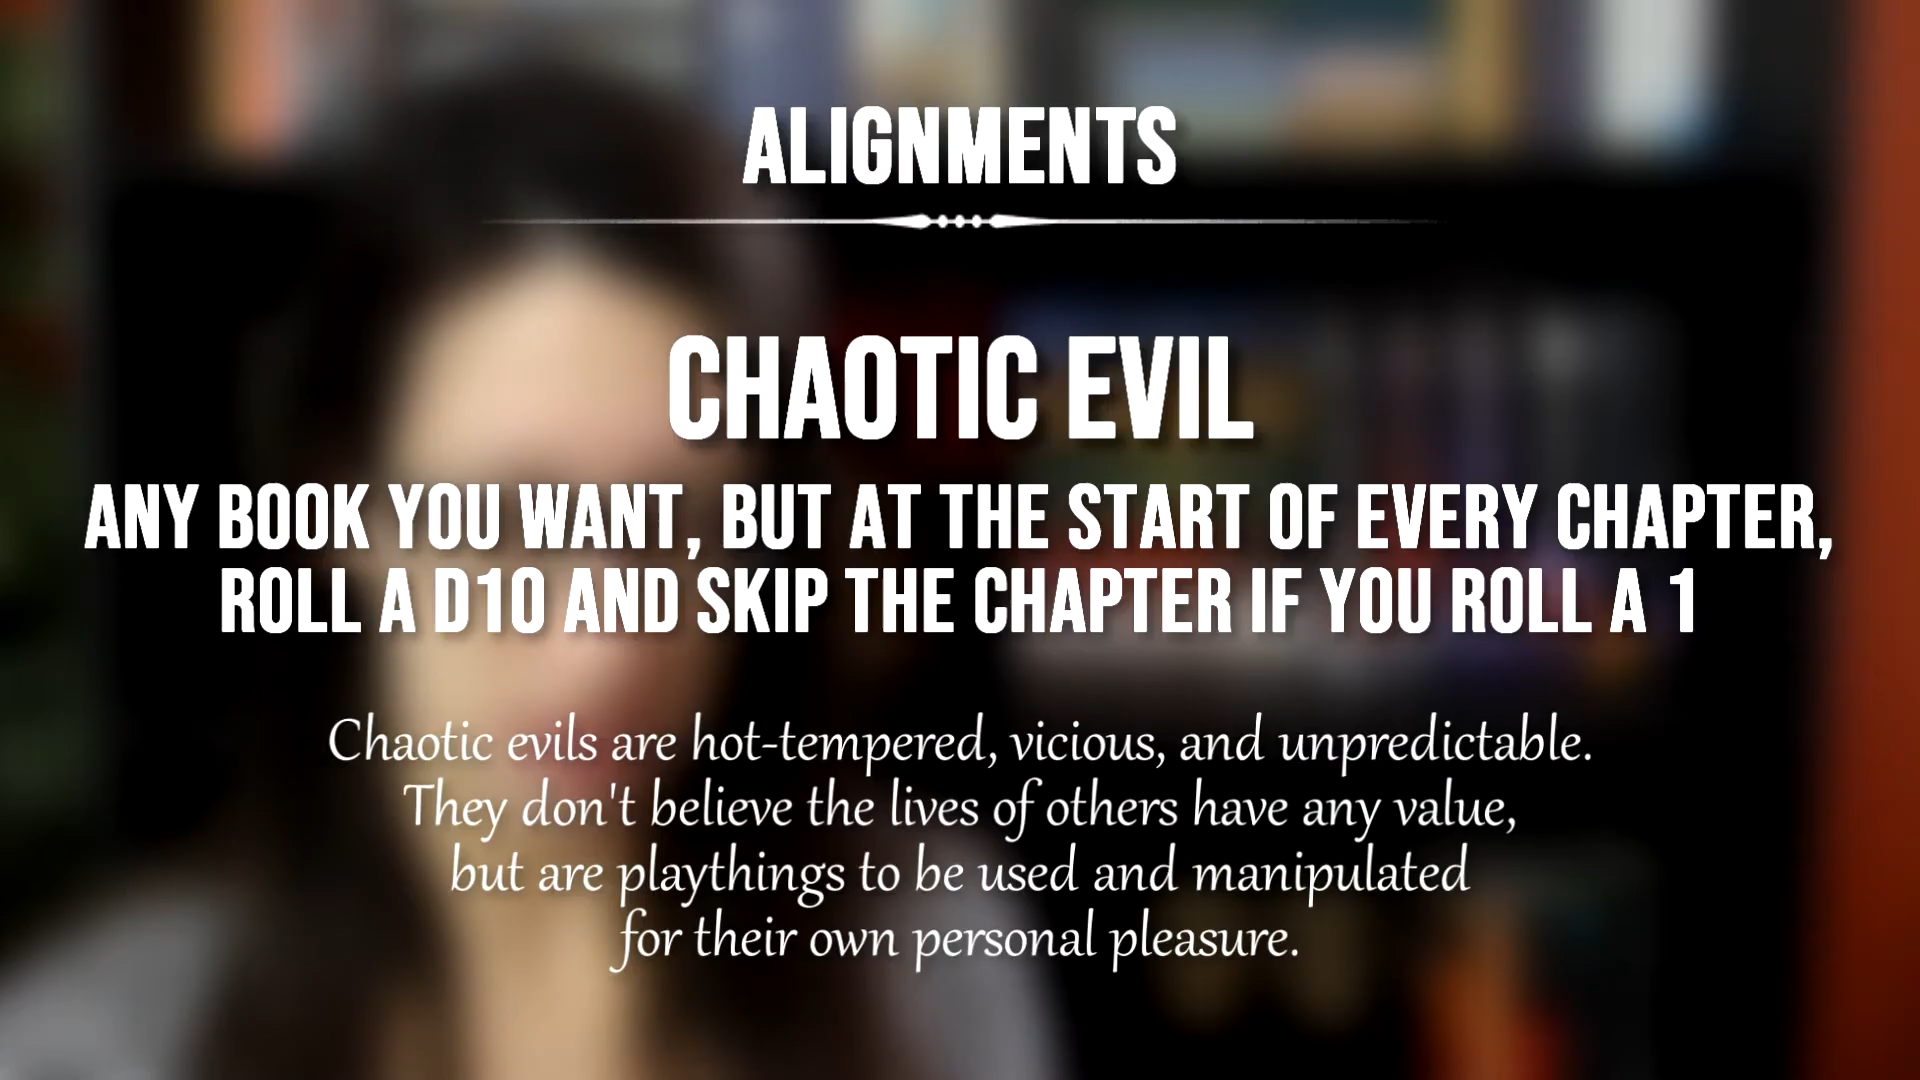 ALIGNMENTS
CHAOTIC EVIL
ANY BOOK YOU WANT, BUT AT THE START OF EVERY CHAPTER,
ROLL A D10 AND SKIP THE CHAPTER IF YOU ROLL A 1
Chaotic evils are hot-tempered, vicious, and unpredictable.
They don't believe the lives of others have any value,
but are playthings to be used and manipulated
for their own personal pleasure.